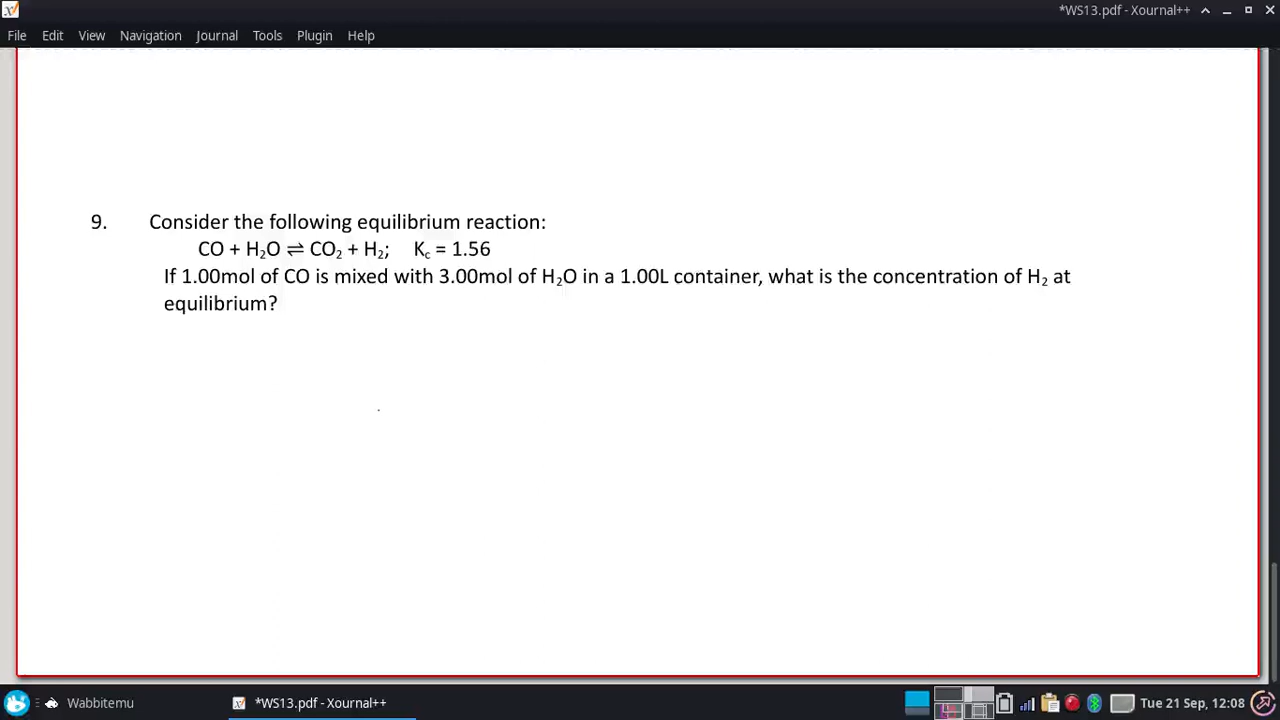 *WS13.pdf - Xournal++
File Edit View Navigation Journal Tools Plugin Help
9. Consider the following equilibrium reaction:
CO + H₂O ⇌ CO₂ + H₂; K꜀ = 1.56
If 1.00mol of CO is mixed with 3.00mol of H₂O in a 1.00L container, what is the concentration of H₂ at
equilibrium?
Wabbitemu *WS13.pdf - Xournal++ Tue 21 Sep, 12:08